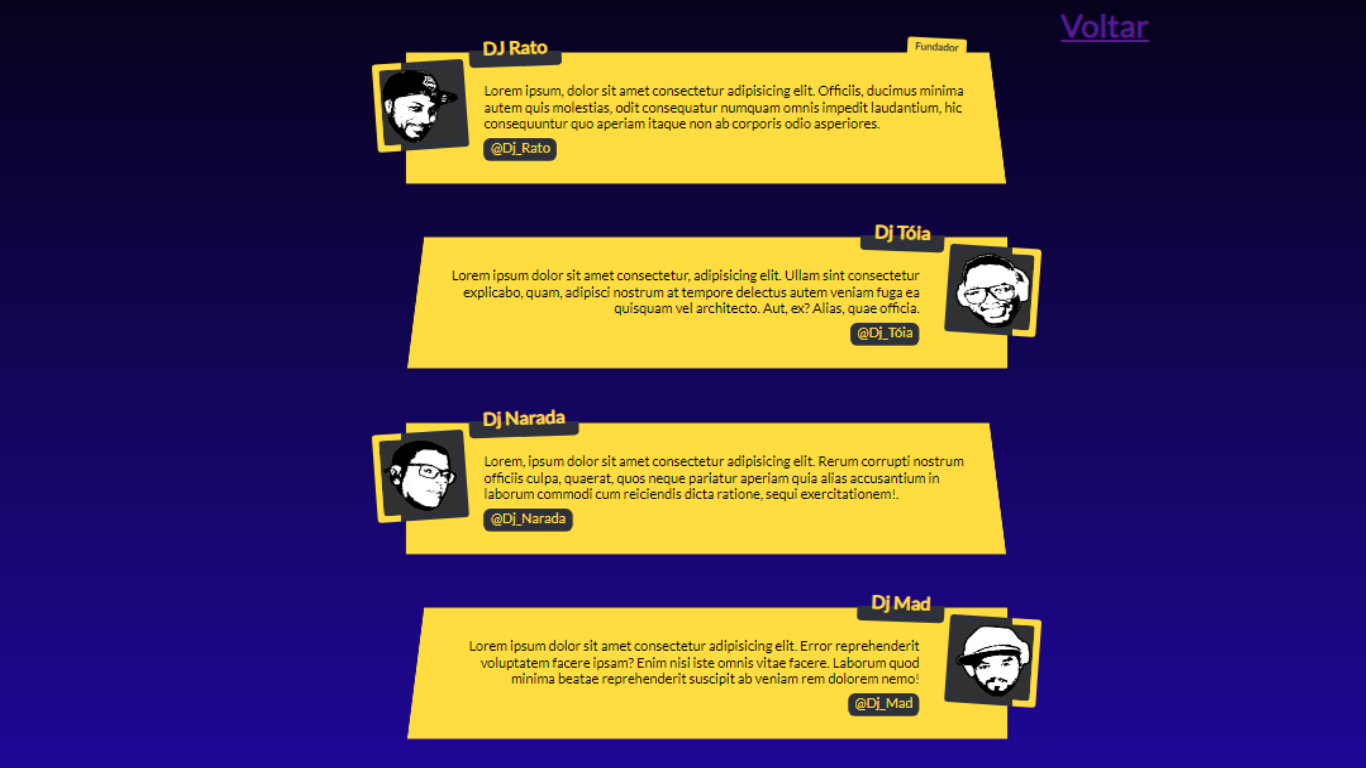 Voltar
DJ Rato
Fundador
Lorem ipsum, dolor sit amet consectetur adipisicing elit. Officiis, ducimus minima
autem quis molestias, odit consequatur numquam omnis impedit laudantium, hic
consequuntur quo aperiam itaque non ab corporis odio asperiores.
@Dj_Rato
Dj Tóia
Lorem ipsum dolor sit amet consectetur, adipisicing elit. Ullam sint consectetur
explicabo, quam, adipisci nostrum at tempore delectus autem veniam fuga ea
quisquam vel architecto. Aut, ex? Alias, quae officia.
@Dj_Tóia
Dj Narada
Lorem, ipsum dolor sit amet consectetur adipisicing elit. Rerum corrupti nostrum
officiis culpa, quaerat, quos neque pariatur aperiam quia alias accusantium in
laborum commodi cum reiciendis dicta ratione, sequi exercitationem!.
@Dj_Narada
Dj Mad
Lorem ipsum dolor sit amet consectetur adipisicing elit. Error reprehenderit
voluptatem facere ipsam? Enim nisi iste omnis vitae facere. Laborum quod
minima beatae reprehenderit suscipit ab veniam rem dolorem nemo!
@Dj_Mad